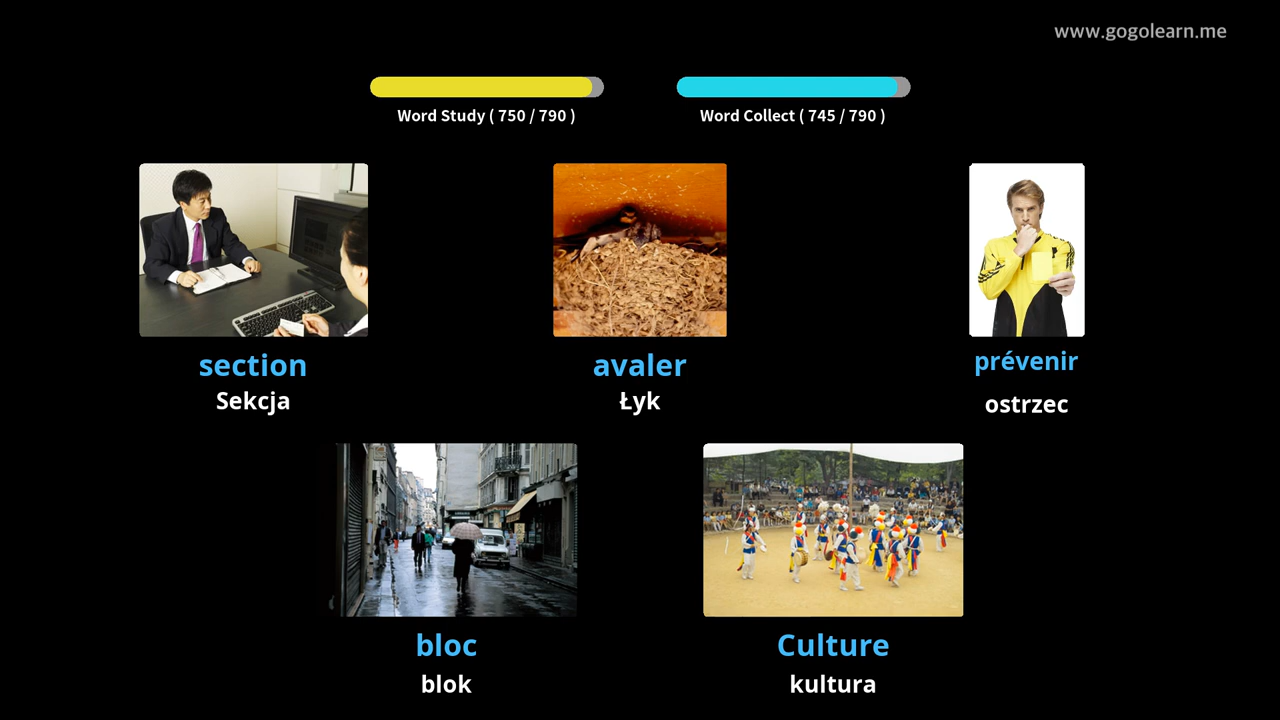 www.gogolearn.me
Word Study ( 750 / 790 )
Word Collect ( 745 / 790 )
section
Sekcja
avaler
Łyk
prévenir
ostrzec
bloc
blok
Culture
kultura